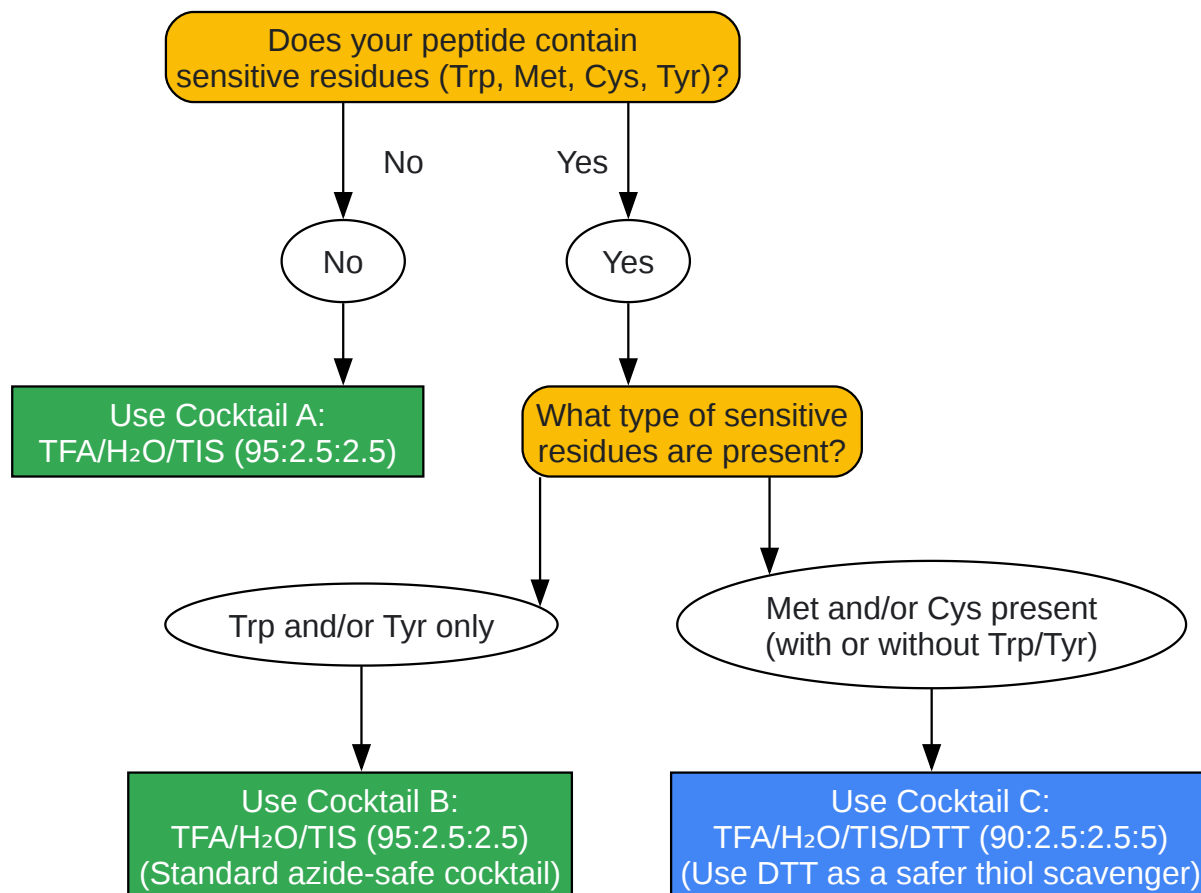 Does your peptide contain
sensitive residues (Trp, Met, Cys, Tyr)?
No
Yes
No
Yes
Use Cocktail A:
TFA/H₂O/TIS (95:2.5:2.5)
What type of sensitive
residues are present?
Trp and/or Tyr only
Met and/or Cys present
(with or without Trp/Tyr)
Use Cocktail B:
TFA/H₂O/TIS (95:2.5:2.5)
(Standard azide-safe cocktail)
Use Cocktail C:
TFA/H₂O/TIS/DTT (90:2.5:2.5:5)
(Use DTT as a safer thiol scavenger)